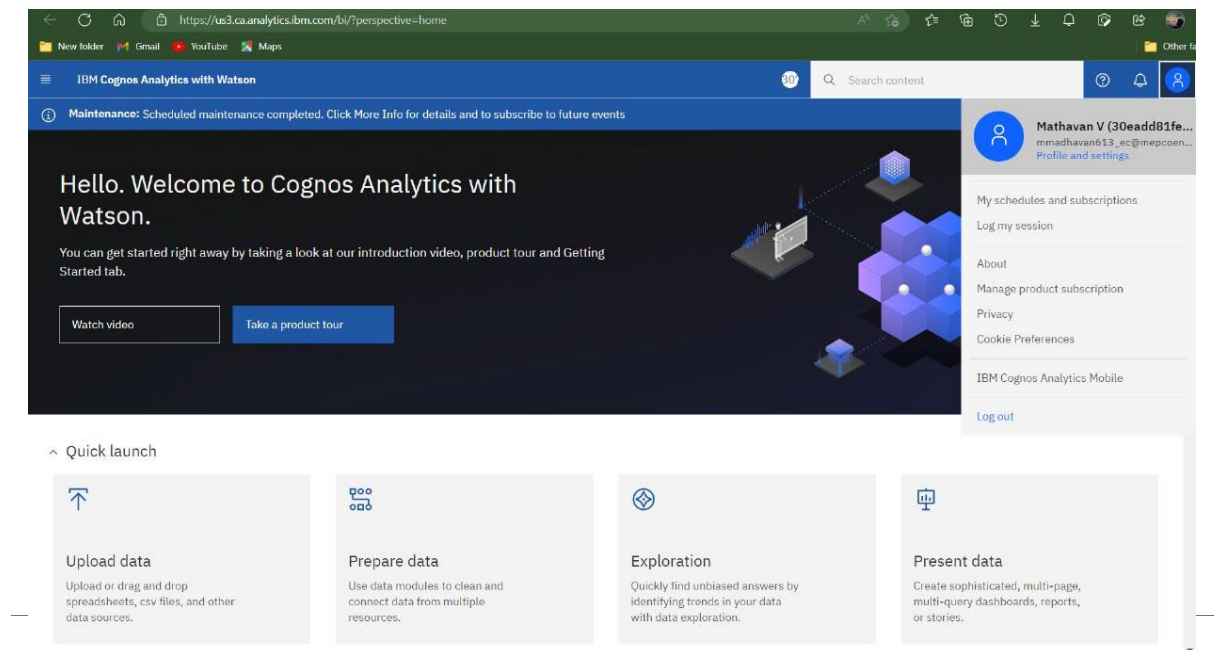 https://us3.ca.analytics.ibm.com/bi/?perspective=home
New folder Gmail YouTube Maps Other fa
IBM Cognos Analytics with Watson 30° Search content
Maintenance: Scheduled maintenance completed. Click More Info for details and to subscribe to future events
Mathavan V (30eadd81fe...
mmadhavan613_ec@mepcoen...
Profile and settings
My schedules and subscriptions
Log my session
About
Manage product subscription
Privacy
Cookie Preferences
IBM Cognos Analytics Mobile
Log out
Hello. Welcome to Cognos Analytics with
Watson.
You can get started right away by taking a look at our introduction video, product tour and Getting
Started tab.
Watch video Take a product tour
Quick launch
Upload data
Upload or drag and drop
spreadsheets, csv files, and other
data sources.
Prepare data
Use data modules to clean and
connect data from multiple
resources.
Exploration
Quickly find unbiased answers by
identifying trends in your data
with data exploration.
Present data
Create sophisticated, multi-page,
multi-query dashboards, reports,
or stories.